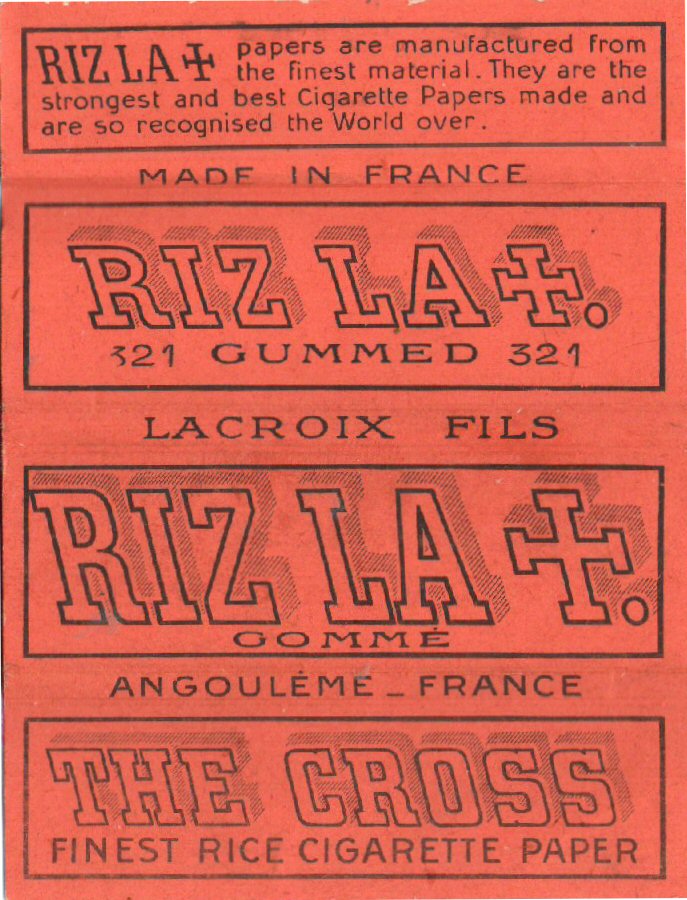 RIZ LA✢ papers are manufactured from
the finest material. They are the
strongest and best Cigarette Papers made and
are so recognised the World over.
MADE IN FRANCE
RIZ LA✢.
321 GUMMED 321
LACROIX FILS
RIZ LA✢.
GOMMÉ
ANGOULÊME _ FRANCE
THE CROSS
FINEST RICE CIGARETTE PAPER